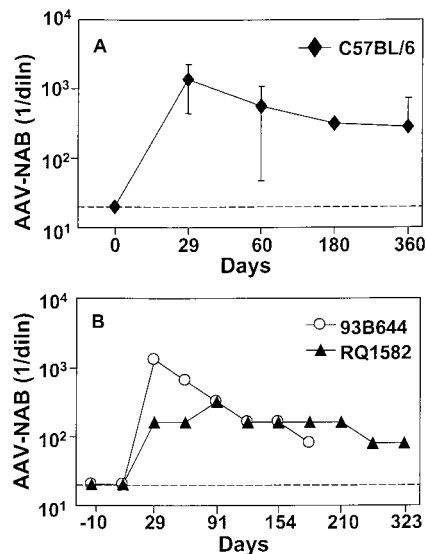 A
C57BL/6
AAV-NAB (1/diln)
10⁴
10³
10²
10¹
0 29 60 180 360
Days
B
93B644
RQ1582
AAV-NAB (1/diln)
10⁴
10³
10²
10¹
-10 29 91 154 210 323
Days